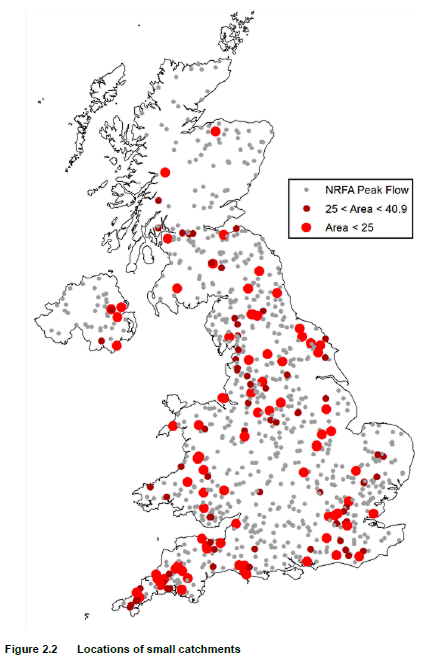 NRFA Peak Flow
25 < Area < 40.9
Area < 25
Figure 2.2 Locations of small catchments